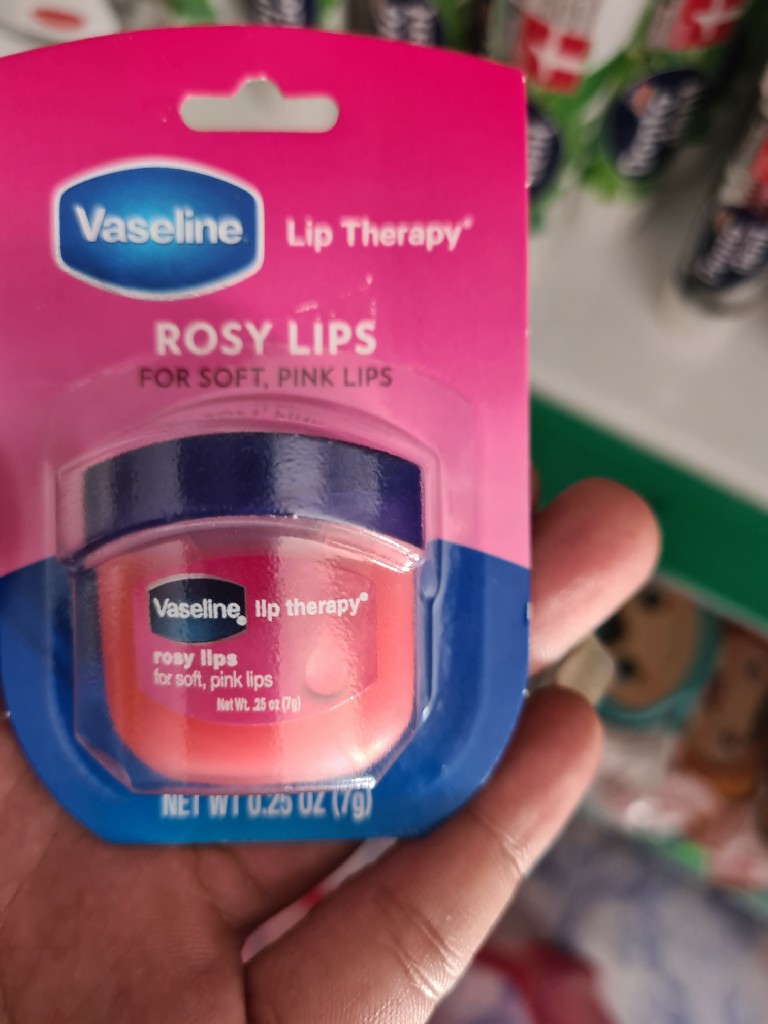 Vaseline
Lip Therapy®
ROSY LIPS
FOR SOFT, PINK LIPS
Vaseline® lip therapy®
rosy lips
for soft, pink lips
Net Wt. .25 oz (7g)
NET WT 0.25 OZ (7g)